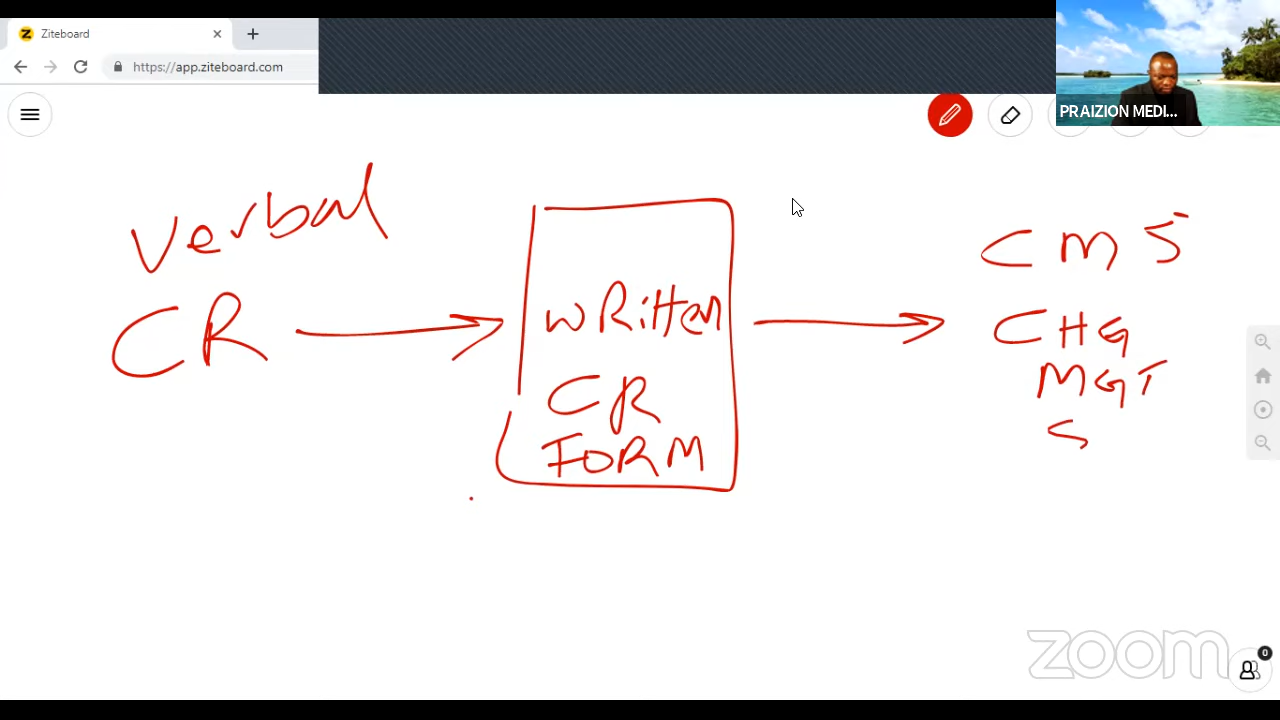 Ziteboard
https://app.ziteboard.com
PRAIZION MEDI...
verbal
CR
wRitten
CR
FORM
CMS
CHG
MGT
S
zoom
0